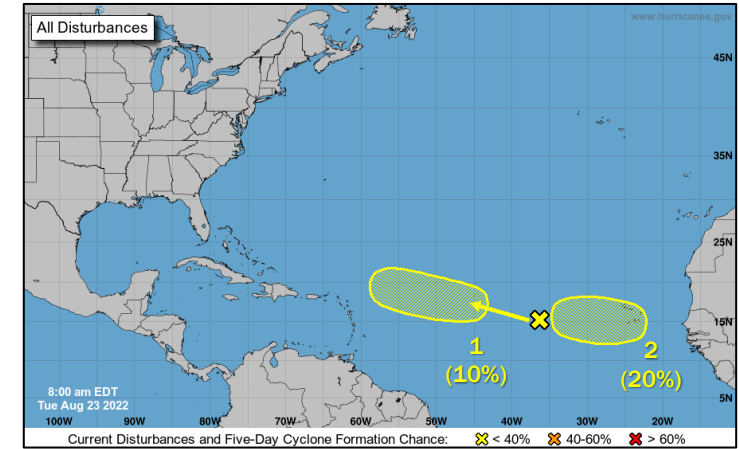 All Disturbances
www.hurricanes.gov
45N
35N
25N
15N
1
(10%)
2
(20%)
8:00 am EDT
Tue Aug 23 2022
5N
100W 90W 80W 70W 60W 50W 40W 30W 20W
Current Disturbances and Five-Day Cyclone Formation Chance: < 40% 40-60% > 60%